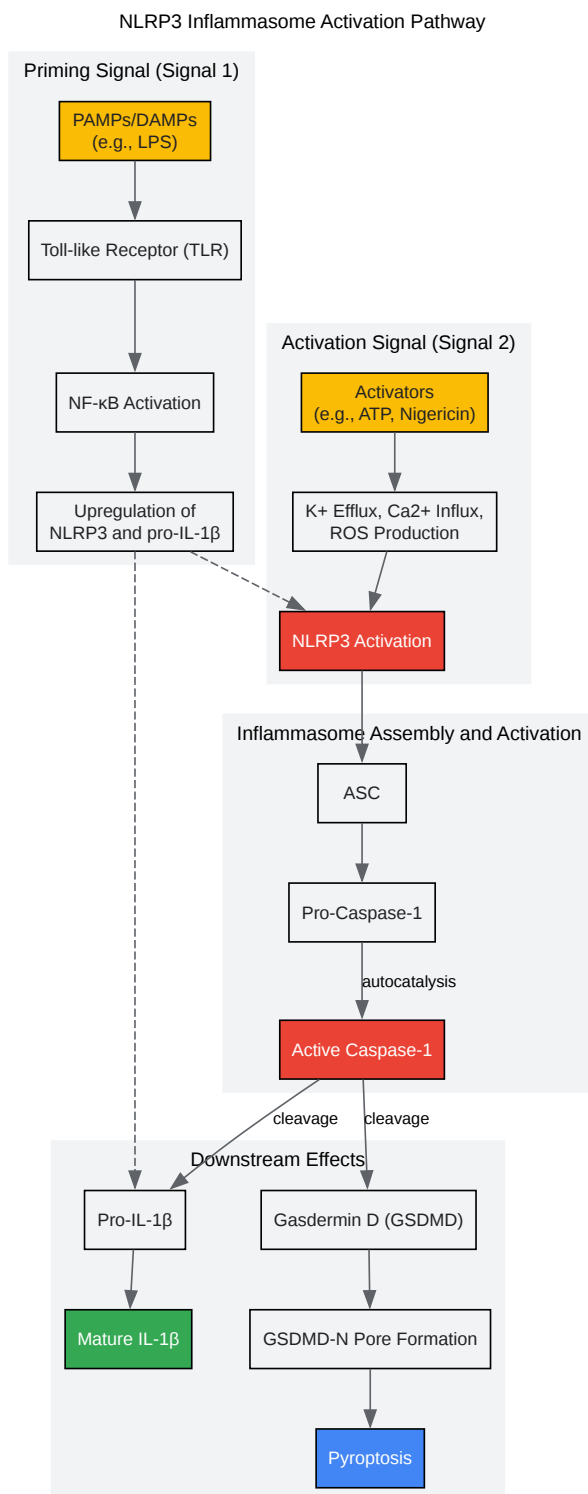 NLRP3 Inflammasome Activation Pathway
Priming Signal (Signal 1)
PAMPs/DAMPs
(e.g., LPS)
Toll-like Receptor (TLR)
NF-κB Activation
Upregulation of
NLRP3 and pro-IL-1β
Activation Signal (Signal 2)
Activators
(e.g., ATP, Nigericin)
K+ Efflux, Ca2+ Influx,
ROS Production
NLRP3 Activation
Inflammasome Assembly and Activation
ASC
Pro-Caspase-1
autocatalysis
Active Caspase-1
cleavage
cleavage
Downstream Effects
Pro-IL-1β
Mature IL-1β
Gasdermin D (GSDMD)
GSDMD-N Pore Formation
Pyroptosis